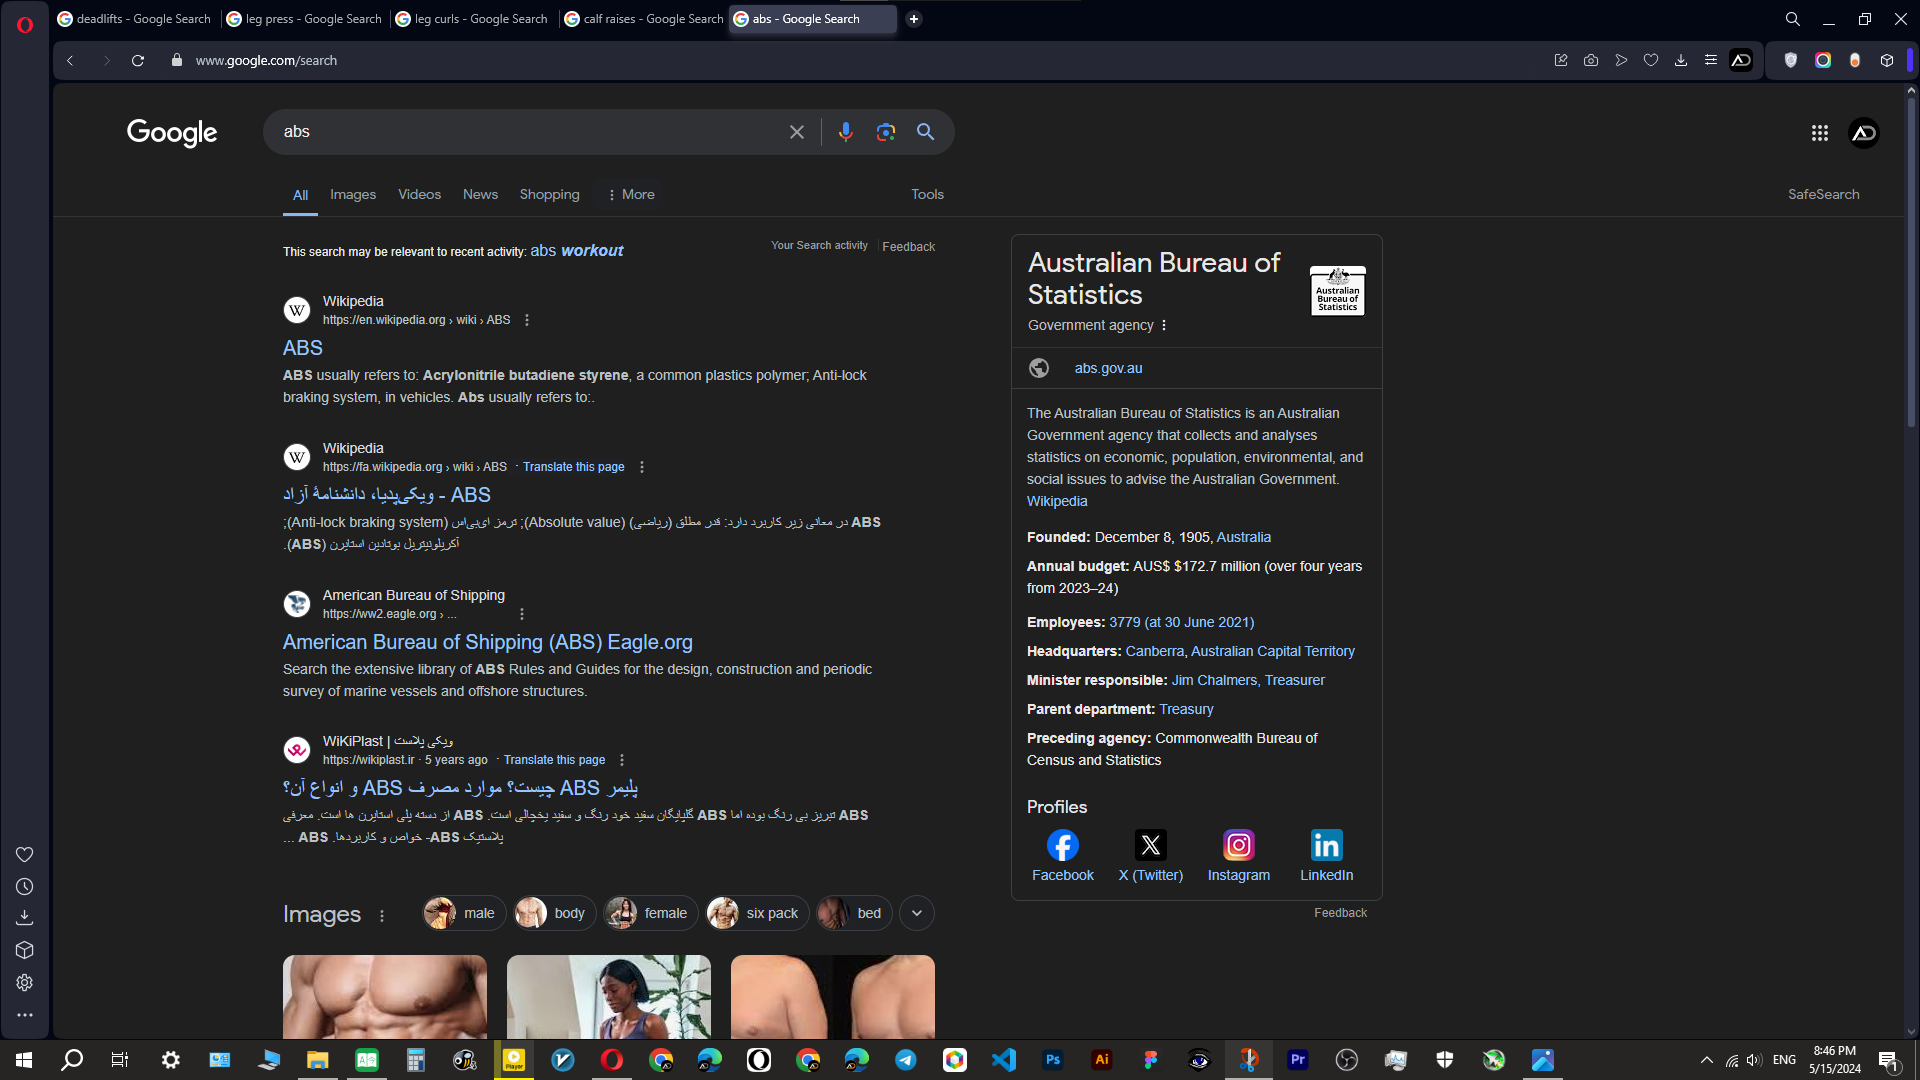 deadlifts - Google Search
leg press - Google Search
leg curls - Google Search
calf raises - Google Search
abs - Google Search
www.google.com/search
Google
abs
All
Images
Videos
News
Shopping
More
Tools
SafeSearch
This search may be relevant to recent activity: abs workout
Your Search activity
Feedback
Wikipedia
https://en.wikipedia.org › wiki › ABS
ABS
ABS usually refers to: Acrylonitrile butadiene styrene, a common plastics polymer; Anti-lock
braking system, in vehicles. Abs usually refers to:.
Wikipedia
https://fa.wikipedia.org › wiki › ABS · Translate this page
ABS - ویکی‌پدیا، دانشنامهٔ آزاد
ABS در معانی زیر کاربرد دارد: قدر مطلق (ریاضی) (Absolute value); ترمز ای‌بی‌اس (Anti-lock braking system);
آکریلونیتریل بوتادین استایرن (ABS).
American Bureau of Shipping
https://ww2.eagle.org › ...
American Bureau of Shipping (ABS) Eagle.org
Search the extensive library of ABS Rules and Guides for the design, construction and periodic
survey of marine vessels and offshore structures.
WiKiPlast | ویکی پلاست
https://wikiplast.ir · 5 years ago · Translate this page
پلیمر ABS چیست؟ موارد مصرف ABS و انواع آن؟
ABS تبریز بی رنگ بوده اما ABS گلپایگان سفید خود رنگ و سفید یخچالی است. ABS از دسته پلی استایرن ها است. معرفی
پلاستیک ABS- خواص و کاربردها. ABS ...
Images
male
body
female
six pack
bed
Australian Bureau of
Statistics
Government agency
Australian
Bureau of
Statistics
abs.gov.au
The Australian Bureau of Statistics is an Australian
Government agency that collects and analyses
statistics on economic, population, environmental, and
social issues to advise the Australian Government.
Wikipedia
Founded: December 8, 1905, Australia
Annual budget: AUS$ $172.7 million (over four years
from 2023–24)
Employees: 3779 (at 30 June 2021)
Headquarters: Canberra, Australian Capital Territory
Minister responsible: Jim Chalmers, Treasurer
Parent department: Treasury
Preceding agency: Commonwealth Bureau of
Census and Statistics
Profiles
Facebook
X (Twitter)
Instagram
LinkedIn
Feedback
Player
Ps
Ai
Pr
ENG
8:46 PM
5/15/2024
1